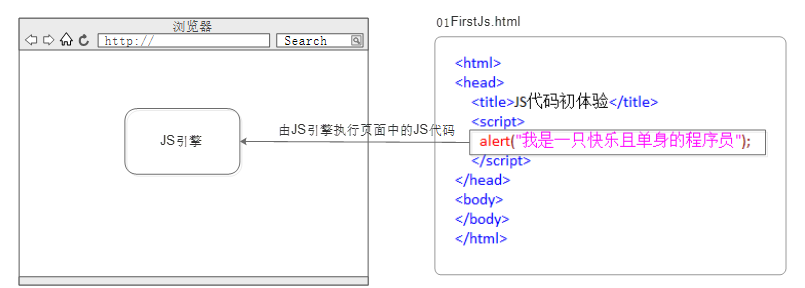 浏览器
http://
Search
JS引擎
由JS引擎执行页面中的JS代码
01FirstJs.html
<html>
<head>
<title>JS代码初体验</title>
<script>
alert("我是一只快乐且单身的程序员");
</script>
</head>
<body>
</body>
</html>